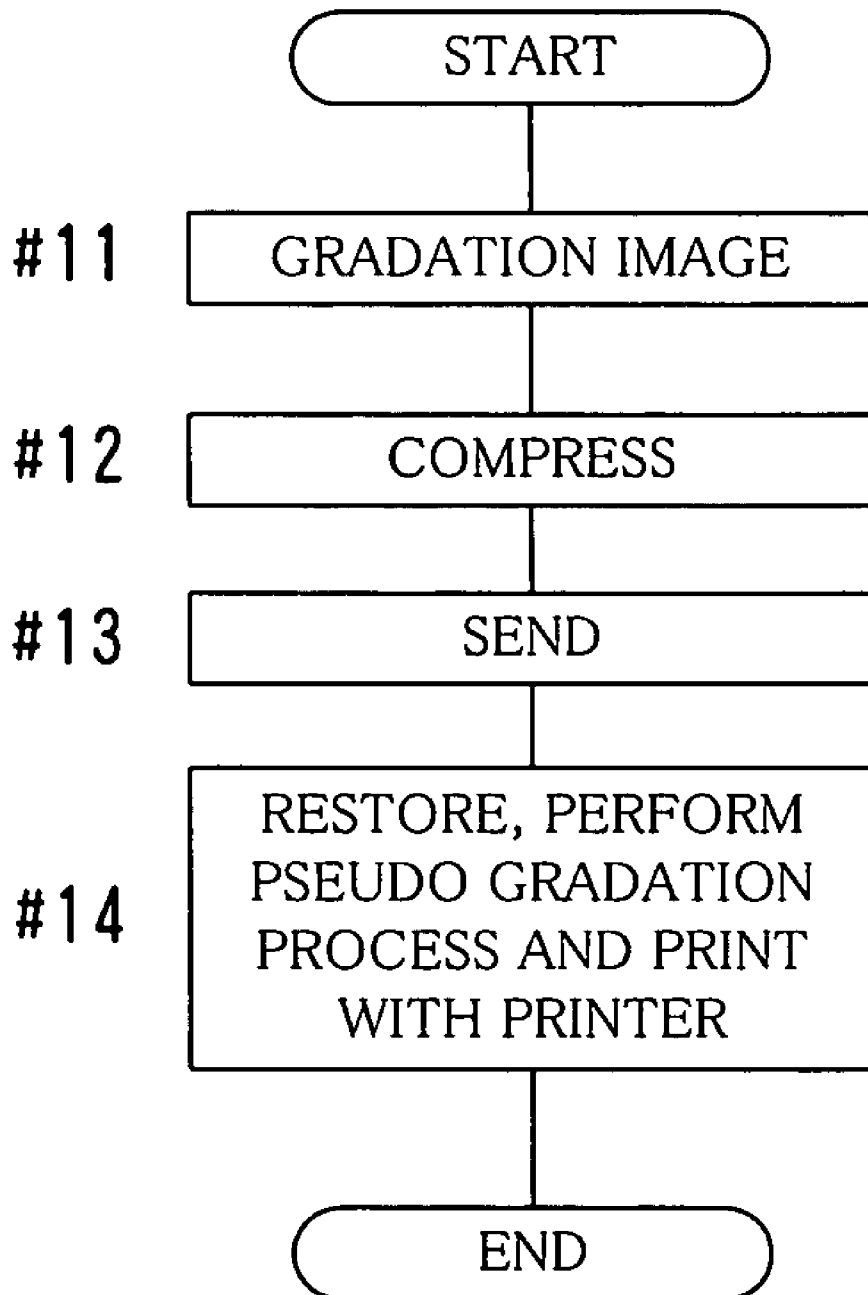 START
#11
GRADATION IMAGE
#12
COMPRESS
#13
SEND
#14
RESTORE, PERFORM
PSEUDO GRADATION
PROCESS AND PRINT
WITH PRINTER
END